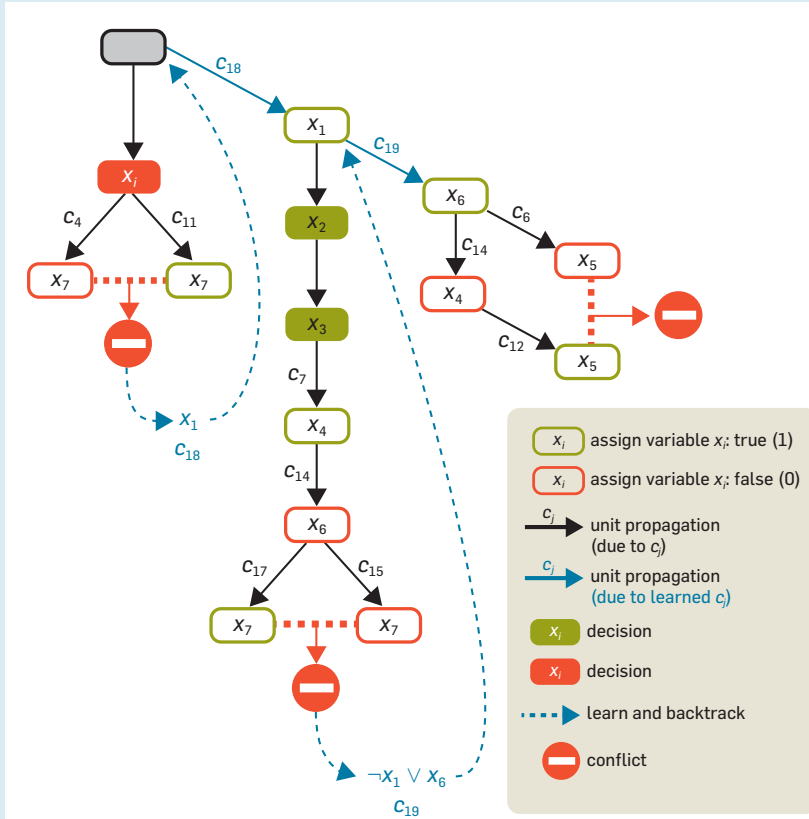 c18
x1
c19
xi
x6
c4
c11
c6
x2
c14
x5
x7
x7
x4
x3
c12
x5
c7
x1
c18
x4
c14
x6
c17
c15
x7
x7
¬x1 ∨ x6
c19
xi assign variable xi: true (1)
xi assign variable xi: false (0)
cj unit propagation
(due to cj)
cj unit propagation
(due to learned cj)
xi decision
xi decision
learn and backtrack
conflict